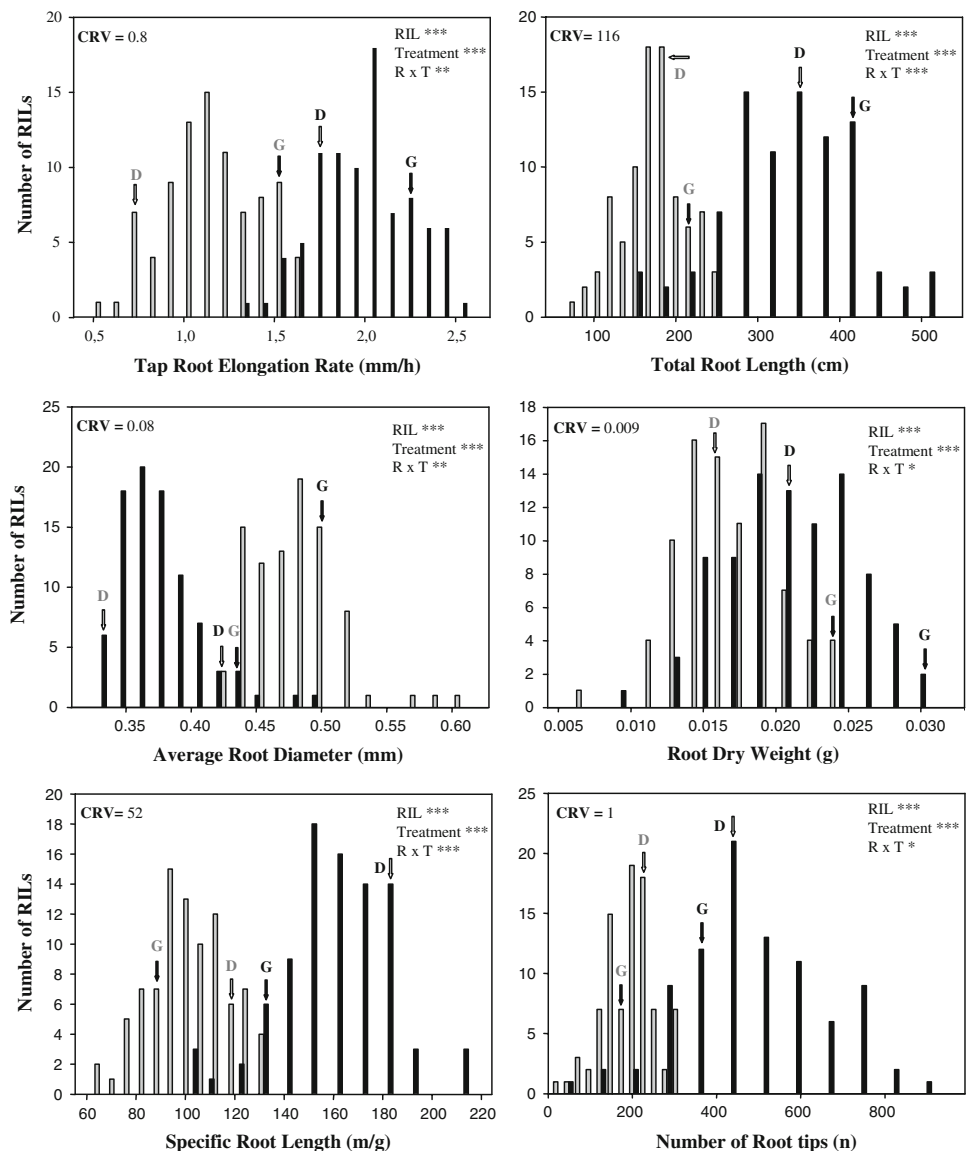 20
15
10
5
0
CRV = 0.8
RIL ***
Treatment ***
R x T **
D
G
D
G
0,5 1,0 1,5 2,0 2,5
Number of RILs
Tap Root Elongation Rate (mm/h)
20
15
10
5
0
CRV= 116
RIL ***
Treatment ***
R x T ***
D
D
G
G
100 200 300 400 500
Total Root Length (cm)
25
20
15
10
5
0
CRV = 0.08
RIL ***
Treatment ***
R x T **
D
D G
G
0.35 0.40 0.45 0.50 0.55 0.60
Number of RILs
Average Root Diameter (mm)
18
16
14
12
10
8
6
4
2
0
CRV = 0.009
RIL ***
Treatment ***
R x T *
D
D
G
G
0.005 0.010 0.015 0.020 0.025 0.030
Root Dry Weight (g)
20
18
16
14
12
10
8
6
4
2
0
CRV= 52
RIL ***
Treatment ***
R x T ***
D
G
D G
60 80 100 120 140 160 180 200 220
Number of RILs
Specific Root Length (m/g)
25
20
15
10
5
0
CRV = 1
RIL ***
Treatment ***
R x T *
D
D
G
G
0 200 400 600 800
Number of Root tips (n)